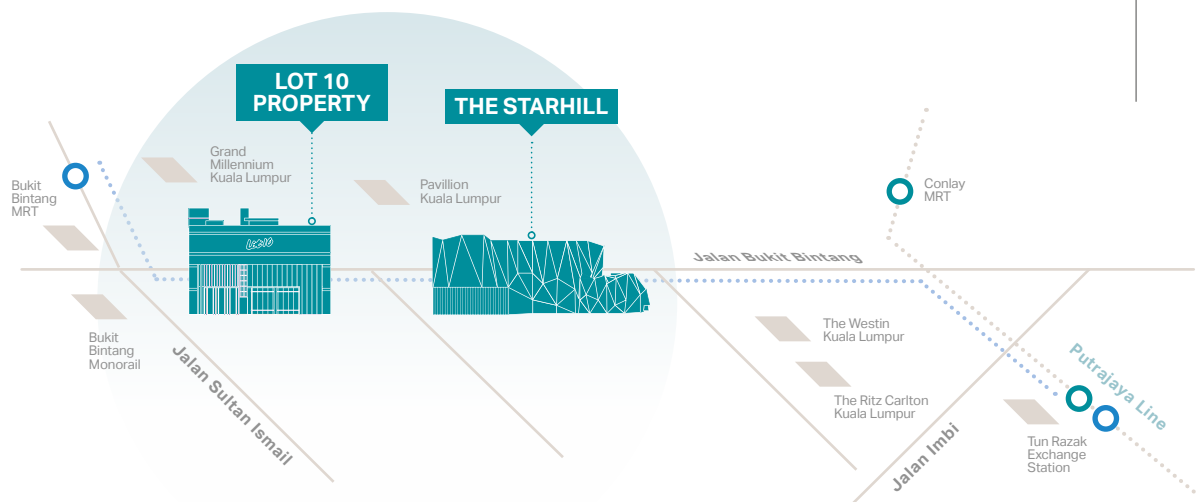 LOT 10
PROPERTY
THE STARHILL
Grand
Millennium
Kuala Lumpur
Bukit
Bintang
MRT
Pavillion
Kuala Lumpur
Conlay
MRT
Lot10
Jalan Bukit Bintang
Bukit
Bintang
Monorail
Jalan Sultan Ismail
The Westin
Kuala Lumpur
The Ritz Carlton
Kuala Lumpur
Jalan Imbi
Putrajaya Line
Tun Razak
Exchange
Station